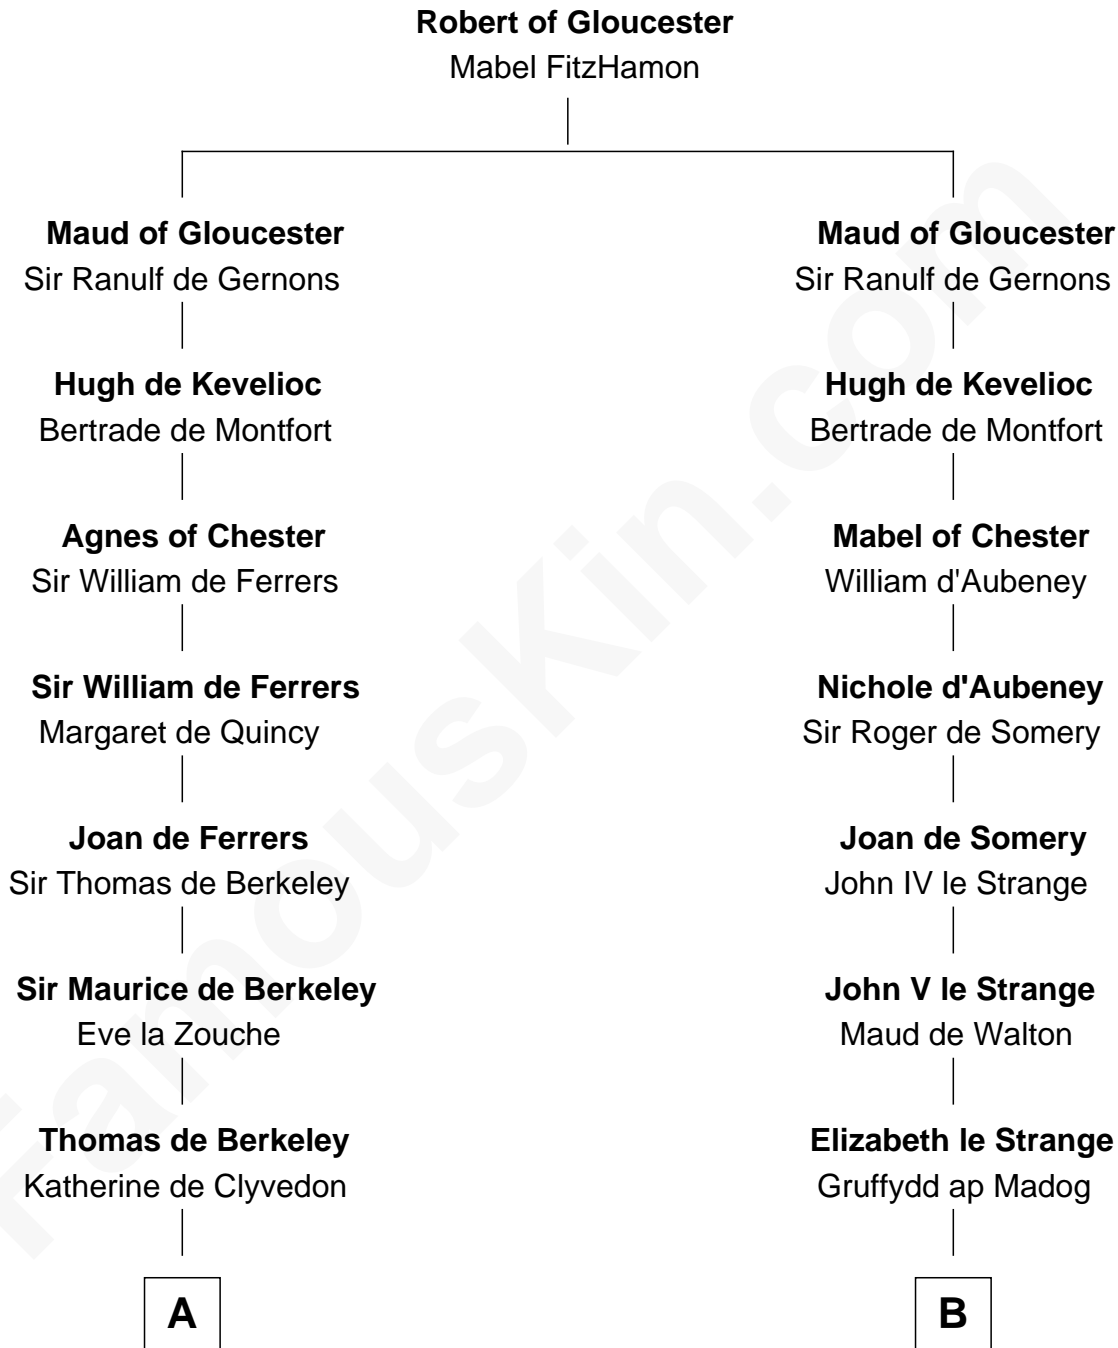 Robert of Gloucester
Mabel FitzHamon
Maud of Gloucester
Sir Ranulf de Gernons
Maud of Gloucester
Sir Ranulf de Gernons
Hugh de Kevelioc
Bertrade de Montfort
Hugh de Kevelioc
Bertrade de Montfort
Agnes of Chester
Sir William de Ferrers
Mabel of Chester
William d'Aubeney
Sir William de Ferrers
Margaret de Quincy
Nichole d'Aubeney
Sir Roger de Somery
Joan de Ferrers
Sir Thomas de Berkeley
Joan de Somery
John IV le Strange
Sir Maurice de Berkeley
Eve la Zouche
John V le Strange
Maud de Walton
Thomas de Berkeley
Katherine de Clyvedon
Elizabeth le Strange
Gruffydd ap Madog
A
B
FamousKin.com